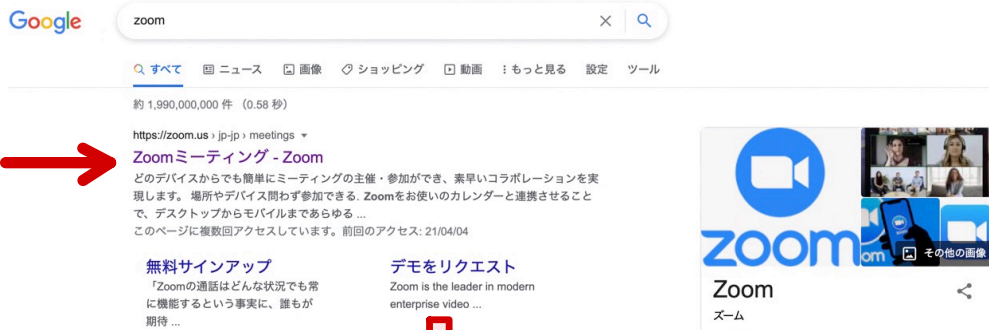 Google
zoom
すべて ニュース 画像 ショッピング 動画 もっと見る 設定 ツール
約 1,990,000,000 件 （0.58 秒）
https://zoom.us › jp-jp › meetings
Zoomミーティング - Zoom
どのデバイスからでも簡単にミーティングの主催・参加ができ、素早いコラボレーションを実
現します。 場所やデバイス問わず参加できる. Zoomをお使いのカレンダーと連携させること
で、デスクトップからモバイルまであらゆる ...
このページに複数回アクセスしています。前回のアクセス: 21/04/04
無料サインアップ
「Zoomの通話はどんな状況でも常
に機能するという事実に、誰もが
期待 ...
デモをリクエスト
Zoom is the leader in modern
enterprise video ...
zoom
om
その他の画像
Zoom
ズーム